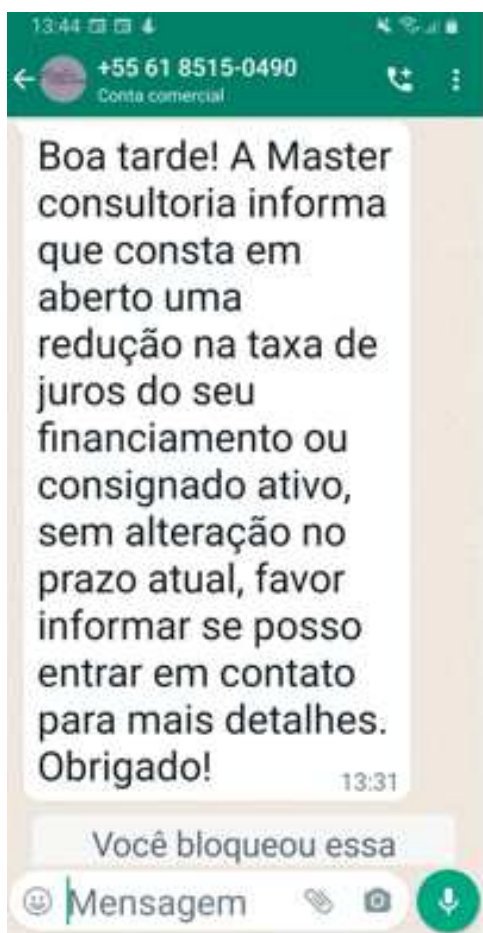 13:44
+55 61 8515-0490
Conta comercial
Boa tarde! A Master
consultoria informa
que consta em
aberto uma
redução na taxa de
juros do seu
financiamento ou
consignado ativo,
sem alteração no
prazo atual, favor
informar se posso
entrar em contato
para mais detalhes.
Obrigado!
13:31
Você bloqueou essa
Mensagem